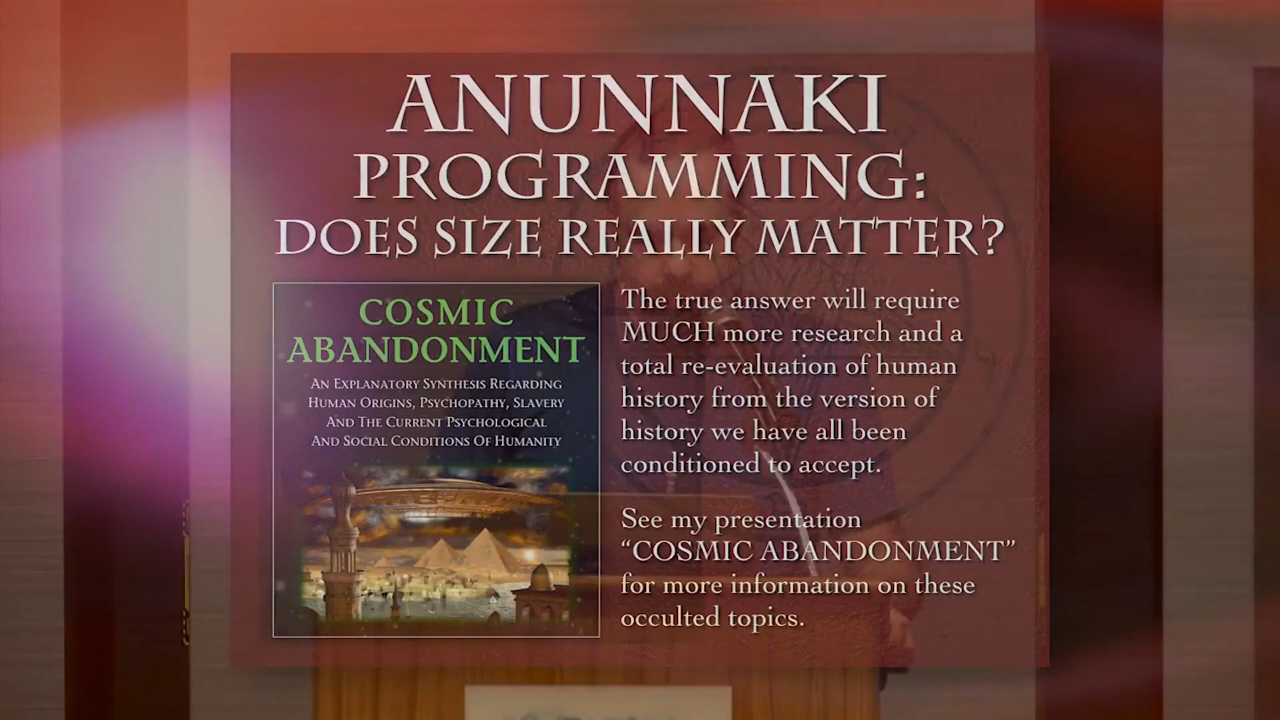 ANUNNAKI
PROGRAMMING:
DOES SIZE REALLY MATTER?
COSMIC
ABANDONMENT
AN EXPLANATORY SYNTHESIS REGARDING
HUMAN ORIGINS, PSYCHOPATHY, SLAVERY
AND THE CURRENT PSYCHOLOGICAL
AND SOCIAL CONDITIONS OF HUMANITY
The true answer will require
MUCH more research and a
total re-evaluation of human
history from the version of
history we have all been
conditioned to accept.
See my presentation
“COSMIC ABANDONMENT”
for more information on these
occulted topics.